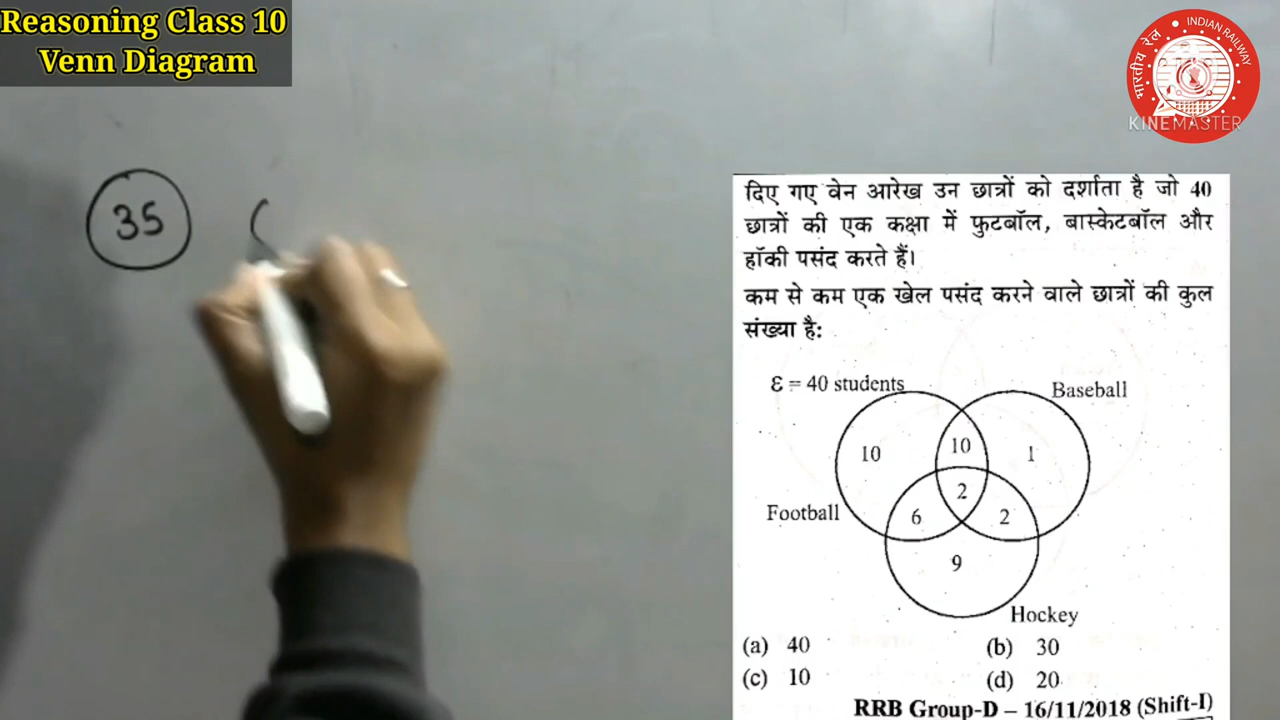 Reasoning Class 10
Venn Diagram
भारतीय रेल
INDIAN RAILWAY
KINEMASTER
35
दिए गए वेन आरेख उन छात्रों को दर्शाता है जो 40
छात्रों की एक कक्षा में फुटबॉल, बास्केटबॉल और
हॉकी पसंद करते हैं।
कम से कम एक खेल पसंद करने वाले छात्रों की कुल
संख्या है:
ε = 40 students
Baseball
10
10
1
2
Football
6
2
9
Hockey
(a) 40
(b) 30
(c) 10
(d) 20
RRB Group-D – 16/11/2018 (Shift-I)